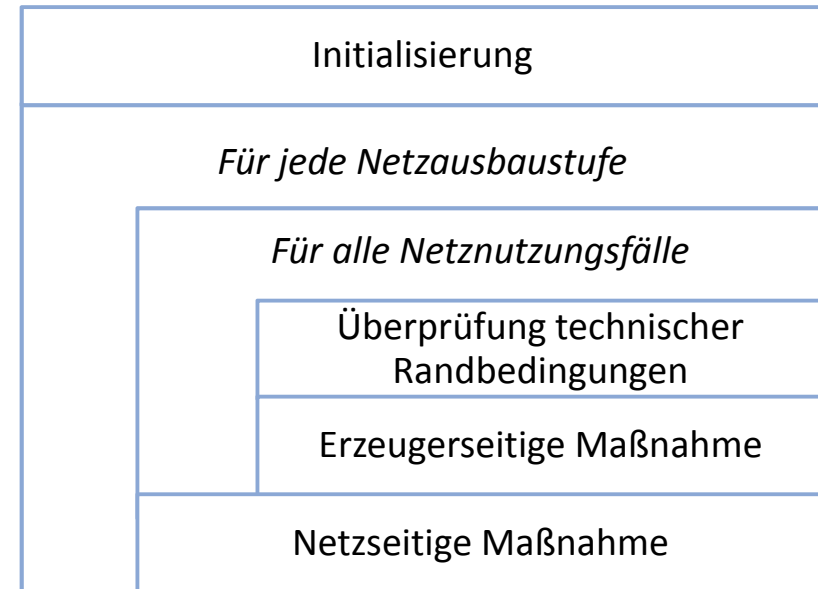 Initialisierung
Für jede Netzausbaustufe
Für alle Netznutzungsfälle
Überprüfung technischer
Randbedingungen
Erzeugerseitige Maßnahme
Netzseitige Maßnahme